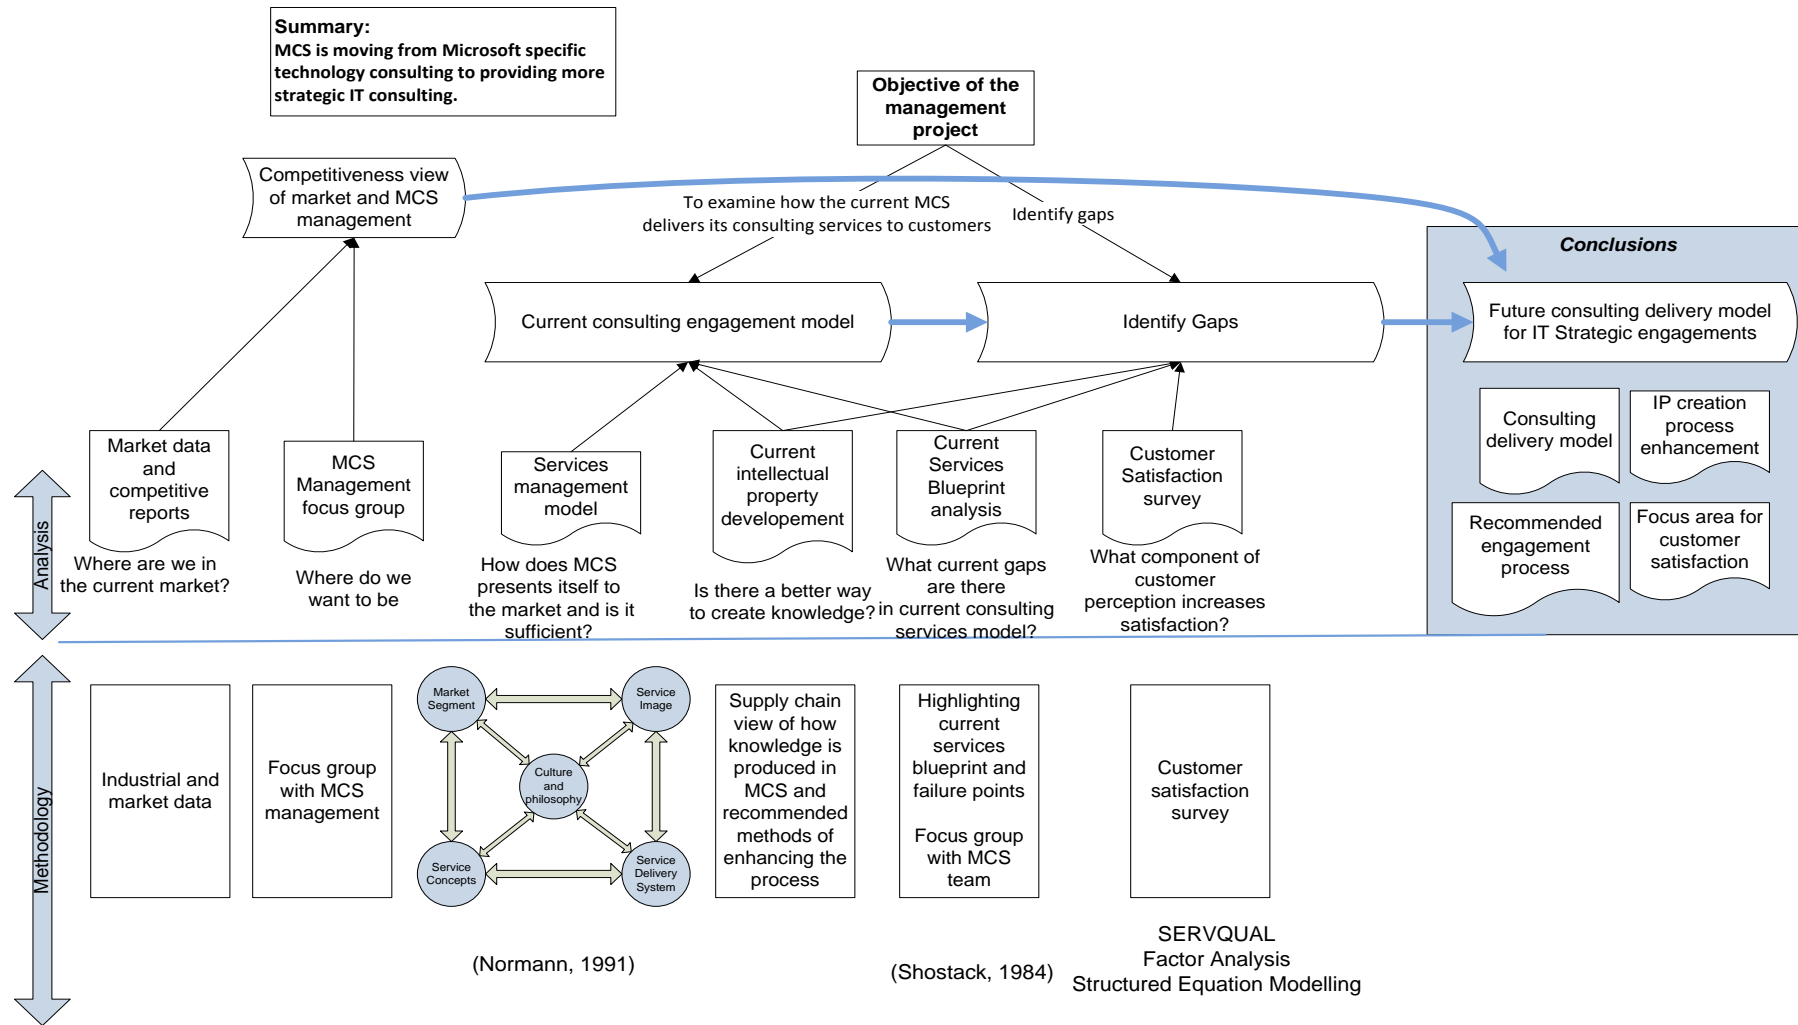 Summary:
MCS is moving from Microsoft specific
technology consulting to providing more
strategic IT consulting.
Objective of the
management
project
Competitiveness view
of market and MCS
management
To examine how the current MCS
delivers its consulting services to customers
Identify gaps
Conclusions
Current consulting engagement model
Identify Gaps
Future consulting delivery model
for IT Strategic engagements
Market data
and
competitive
reports
MCS
Management
focus group
Services
management
model
Current
intellectual
property
developement
Current
Services
Blueprint
analysis
Customer
Satisfaction
survey
Consulting
delivery model
IP creation
process
enhancement
Recommended
engagement
process
Focus area for
customer
satisfaction
Analysis
Where are we in
the current market?
Where do we
want to be
How does MCS
presents itself to
the market and is it
sufficient?
Is there a better way
to create knowledge?
What current gaps
are there
in current consulting
services model?
What component of
customer
perception increases
satisfaction?
Methodology
Industrial and
market data
Focus group
with MCS
management
Market
Segment
Service
Image
Culture
and
philosophy
Service
Concepts
Service
Delivery
System
Supply chain
view of how
knowledge is
produced in
MCS and
recommended
methods of
enhancing the
process
Highlighting
current
services
blueprint and
failure points
Focus group
with MCS
team
Customer
satisfaction
survey
(Normann, 1991)
(Shostack, 1984)
SERVQUAL
Factor Analysis
Structured Equation Modelling